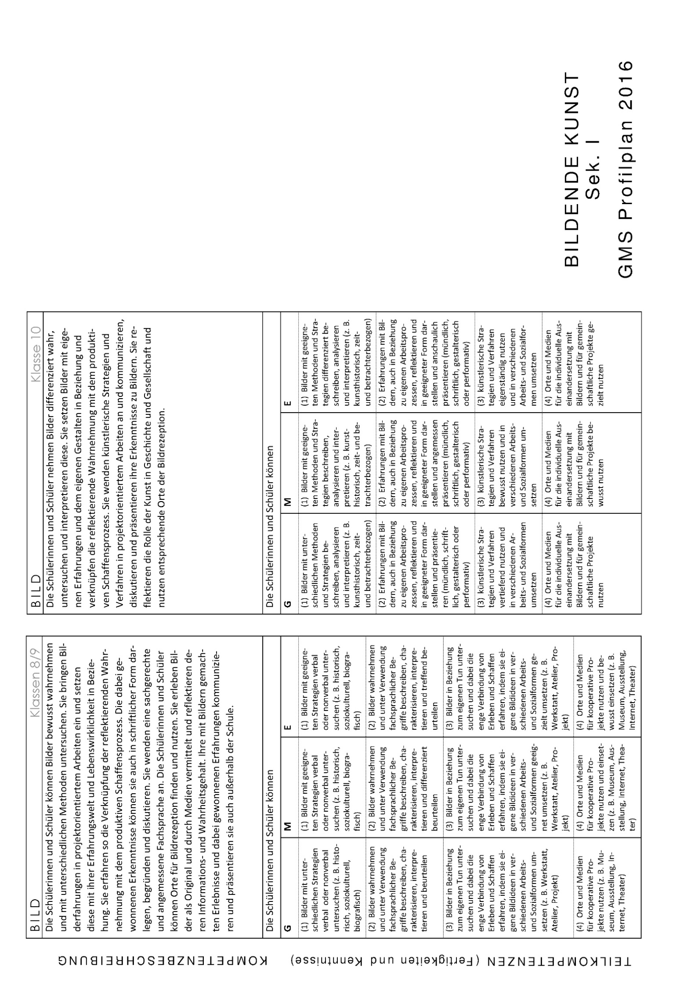 KOMPETENZBESCHREIBUNG
TEILKOMPETENZEN (Fertigkeiten und Kenntnisse)
BILD Klassen 8/9
Die Schülerinnen und Schüler können Bilder bewusst wahrnehmen
und mit unterschiedlichen Methoden untersuchen. Sie bringen Bil-
derfahrungen in projektorientiertem Arbeiten ein und setzen
diese mit ihrer Erfahrungswelt und Lebenswirklichkeit in Bezie-
hung. Sie erfahren so die Verknüpfung der reflektierenden Wahr-
nehmung mit dem produktiven Schaffensprozess. Die dabei ge-
wonnenen Erkenntnisse können sie auch in schriftlicher Form dar-
legen, begründen und diskutieren. Sie wenden eine sachgerechte
und angemessene Fachsprache an. Die Schülerinnen und Schüler
können Orte für Bildrezeption finden und nutzen. Sie erleben Bil-
der als Original und durch Medien vermittelt und reflektieren de-
ren Informations- und Wahrheitsgehalt. Ihre mit Bildern gemach-
ten Erlebnisse und dabei gewonnenen Erfahrungen kommunizie-
ren und präsentieren sie auch außerhalb der Schule.
Die Schülerinnen und Schüler können
G
(1) Bilder mit unter-
schiedlichen Strategien
verbal oder nonverbal
untersuchen (z. B. histo-
risch, soziokulturell,
biografisch)
(2) Bilder wahrnehmen
und unter Verwendung
fachsprachlicher Be-
griffe beschreiben, cha-
rakterisieren, interpre-
tieren und beurteilen
(3) Bilder in Beziehung
zum eigenen Tun unter-
suchen und dabei die
enge Verbindung von
Erleben und Schaffen
erfahren, indem sie ei-
gene Bildideen in ver-
schiedenen Arbeits-
und Sozialformen um-
setzen (z. B. Werkstatt,
Atelier, Projekt)
(4) Orte und Medien
für kooperative Pro-
jekte nutzen (z. B. Mu-
seum, Ausstellung, In-
ternet, Theater)
M
(1) Bilder mit geeigne-
ten Strategien verbal
oder nonverbal unter-
suchen (z. B. historisch,
soziokulturell, biogra-
fisch)
(2) Bilder wahrnehmen
und unter Verwendung
fachsprachlicher Be-
griffe beschreiben, cha-
rakterisieren, interpre-
tieren und differenziert
beurteilen
(3) Bilder in Beziehung
zum eigenen Tun unter-
suchen und dabei die
enge Verbindung von
Erleben und Schaffen
erfahren, indem sie ei-
gene Bildideen in ver-
schiedenen Arbeits-
und Sozialformen geeig-
net umsetzen (z. B.
Werkstatt, Atelier, Pro-
jekt)
(4) Orte und Medien
für kooperative Pro-
jekte nutzen und einset-
zen (z. B. Museum, Aus-
stellung, Internet, Thea-
ter)
E
(1) Bilder mit geeigne-
ten Strategien verbal
oder nonverbal unter-
suchen (z. B. historisch,
soziokulturell, biogra-
fisch)
(2) Bilder wahrnehmen
und unter Verwendung
fachsprachlicher Be-
griffe beschreiben, cha-
rakterisieren, interpre-
tieren und treffend be-
urteilen
(3) Bilder in Beziehung
zum eigenen Tun unter-
suchen und dabei die
enge Verbindung von
Erleben und Schaffen
erfahren, indem sie ei-
gene Bildideen in ver-
schiedenen Arbeits-
und Sozialformen ge-
zielt umsetzen (z. B.
Werkstatt, Atelier, Pro-
jekt)
(4) Orte und Medien
für kooperative Pro-
jekte nutzen und be-
wusst einsetzen (z. B.
Museum, Ausstellung,
Internet, Theater)
BILD Klasse 10
Die Schülerinnen und Schüler nehmen Bilder differenziert wahr,
untersuchen und interpretieren diese. Sie setzen Bilder mit eige-
nen Erfahrungen und dem eigenen Gestalten in Beziehung und
verknüpfen die reflektierende Wahrnehmung mit dem produkti-
ven Schaffensprozess. Sie wenden künstlerische Strategien und
Verfahren in projektorientiertem Arbeiten an und kommunizieren,
diskutieren und präsentieren ihre Erkenntnisse zu Bildern. Sie re-
flektieren die Rolle der Kunst in Geschichte und Gesellschaft und
nutzen entsprechende Orte der Bildrezeption.
Die Schülerinnen und Schüler können
G
(1) Bilder mit unter-
schiedlichen Methoden
und Strategien be-
schreiben, analysieren
und interpretieren (z. B.
kunsthistorisch, zeit-
und betrachterbezogen)
(2) Erfahrungen mit Bil-
dern, auch in Beziehung
zu eigenen Arbeitspro-
zessen, reflektieren und
in geeigneter Form dar-
stellen und präsentie-
ren (mündlich, schrift-
lich, gestalterisch oder
performativ)
(3) künstlerische Stra-
tegien und Verfahren
vertiefend nutzen und
in verschiedenen Ar-
beits- und Sozialformen
umsetzen
(4) Orte und Medien
für die individuelle Aus-
einandersetzung mit
Bildern und für gemein-
schaftliche Projekte
nutzen
M
(1) Bilder mit geeigne-
ten Methoden und Stra-
tegien beschreiben,
analysieren und inter-
pretieren (z. B. kunst-
historisch, zeit- und be-
trachterbezogen)
(2) Erfahrungen mit Bil-
dern, auch in Beziehung
zu eigenen Arbeitspro-
zessen, reflektieren und
in geeigneter Form dar-
stellen und angemessen
präsentieren (mündlich,
schriftlich, gestalterisch
oder performativ)
(3) künstlerische Stra-
tegien und Verfahren
bewusst nutzen und in
verschiedenen Arbeits-
und Sozialformen um-
setzen
(4) Orte und Medien
für die individuelle Aus-
einandersetzung mit
Bildern und für gemein-
schaftliche Projekte be-
wusst nutzen
E
(1) Bilder mit geeigne-
ten Methoden und Stra-
tegien differenziert be-
schreiben, analysieren
und interpretieren (z. B.
kunsthistorisch, zeit-
und betrachterbezogen)
(2) Erfahrungen mit Bil-
dern, auch in Beziehung
zu eigenen Arbeitspro-
zessen, reflektieren und
in geeigneter Form dar-
stellen und anschaulich
präsentieren (mündlich,
schriftlich, gestalterisch
oder performativ)
(3) künstlerische Stra-
tegien und Verfahren
eigenständig nutzen
und in verschiedenen
Arbeits- und Sozialfor-
men umsetzen
(4) Orte und Medien
für die individuelle Aus-
einandersetzung mit
Bildern und für gemein-
schaftliche Projekte ge-
zielt nutzen
BILDENDE KUNST
Sek. I
GMS Profilplan 2016